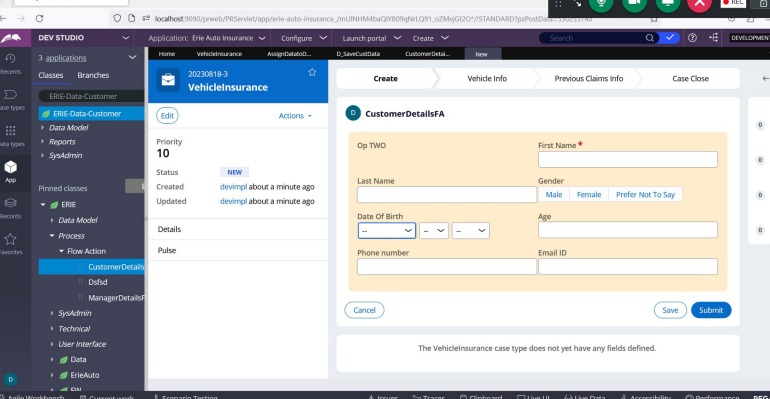 REC
localhost:9090/prweb/PRServlet/app/erie-auto-insurance_/
DEV STUDIO
Application: Erie Auto Insurance
Configure
Launch portal
Create
Search
DEVELOPMENT
Home
VehicleInsurance
AssignDatatoD...
D_SaveCustData
CustomerDetai...
New
3 applications
Classes
Branches
ERIE-Data-Customer
ERIE-Data-Customer
Data Model
Reports
SysAdmin
Pinned classes
ERIE
Data Model
Process
Flow Action
CustomerDetails
Dsfsd
ManagerDetailsF
SysAdmin
Technical
User Interface
Data
ErieAuto
FW
Recents
Case types
Data types
App
Records
Favorites
D
20230818-3
VehicleInsurance
Edit
Actions
Priority
10
Status NEW
Created devimpl about a minute ago
Updated devimpl about a minute ago
Details
Pulse
Create
Vehicle Info
Previous Claims Info
Case Close
D CustomerDetailsFA
Op TWO
First Name *
Last Name
Gender
Male Female Prefer Not To Say
Date Of Birth
Age
-- -- --
Phone number
Email ID
Cancel
Save
Submit
The VehicleInsurance case type does not yet have any fields defined.
0
0
0
0
Agile Workbench
Current work
Scenario Testing
Issues
Tracer
Clipboard
Live UI
Live Data
Accessibility
Performance
PEG